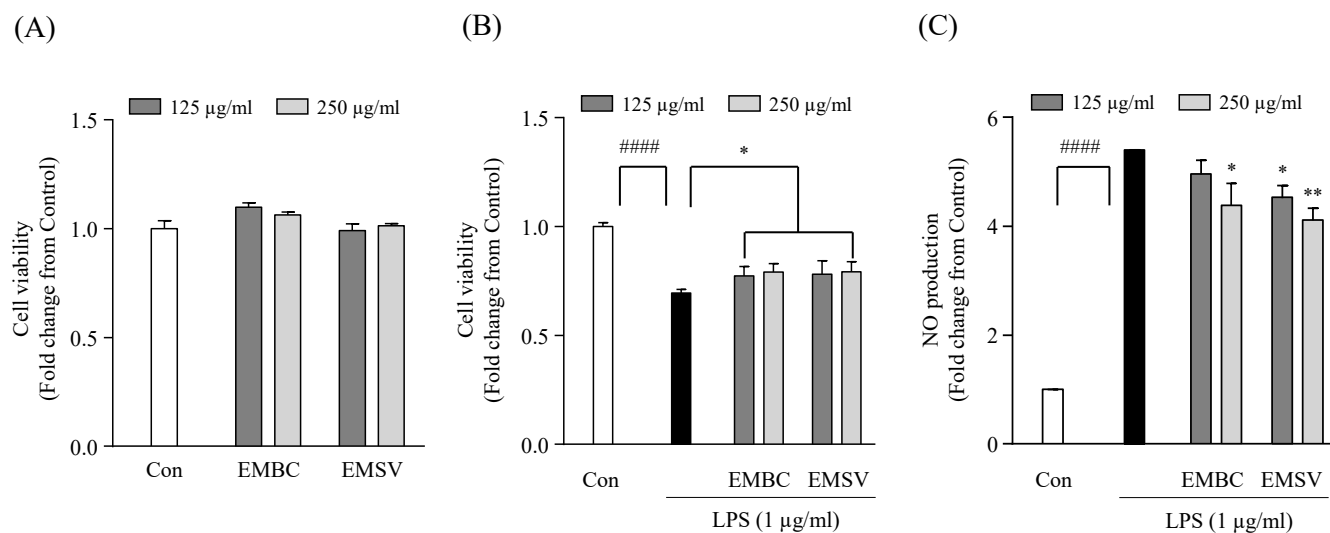 (A)
125 µg/ml 250 µg/ml
Cell viability
(Fold change from Control)
1.5
1.0
0.5
0.0
Con EMBC EMSV
(B)
125 µg/ml 250 µg/ml
Cell viability
(Fold change from Control)
1.5
1.0
0.5
0.0
####
*
Con EMBC EMSV
LPS (1 µg/ml)
(C)
125 µg/ml 250 µg/ml
NO production
(Fold change from Control)
6
4
2
0
####
* * **
Con EMBC EMSV
LPS (1 µg/ml)